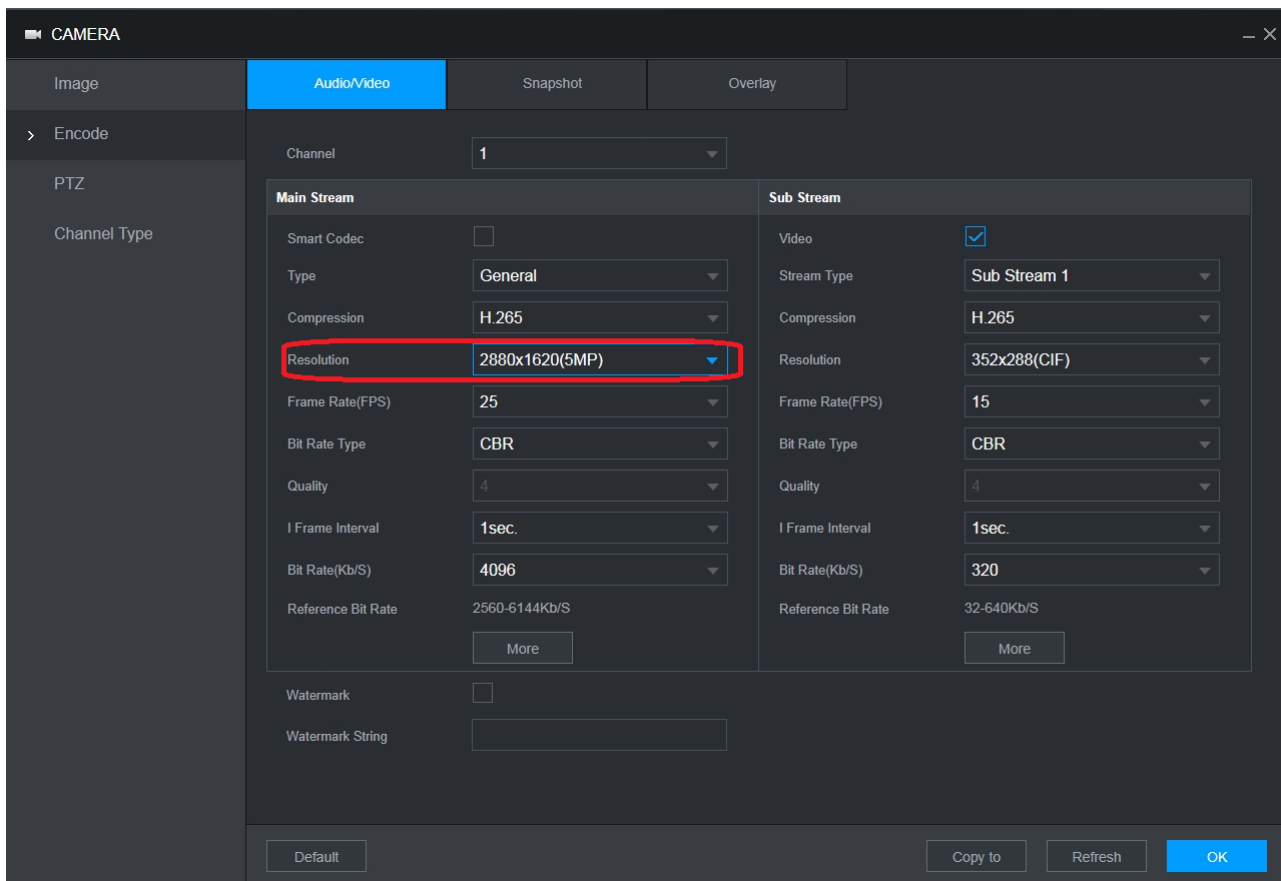 CAMERA
Image
Encode
PTZ
Channel Type
Audio/Video Snapshot Overlay
Channel 1
Main Stream Sub Stream
Smart Codec Video
Type General Stream Type Sub Stream 1
Compression H.265 Compression H.265
Resolution 2880x1620(5MP) Resolution 352x288(CIF)
Frame Rate(FPS) 25 Frame Rate(FPS) 15
Bit Rate Type CBR Bit Rate Type CBR
Quality 4 Quality 4
I Frame Interval 1sec. I Frame Interval 1sec.
Bit Rate(Kb/S) 4096 Bit Rate(Kb/S) 320
Reference Bit Rate 2560-6144Kb/S Reference Bit Rate 32-640Kb/S
More More
Watermark
Watermark String
Default Copy to Refresh OK